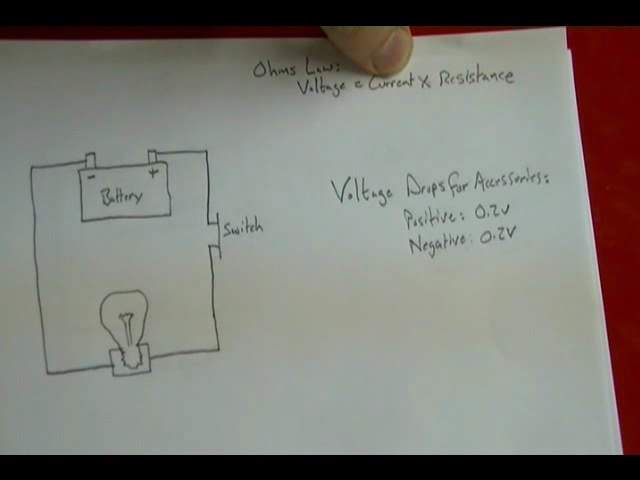 Ohms Law:
Voltage = Current X Resistance
- +
Battery
Switch
Voltage Drops for Accessories:
Positive: 0.2V
Negative: 0.2V